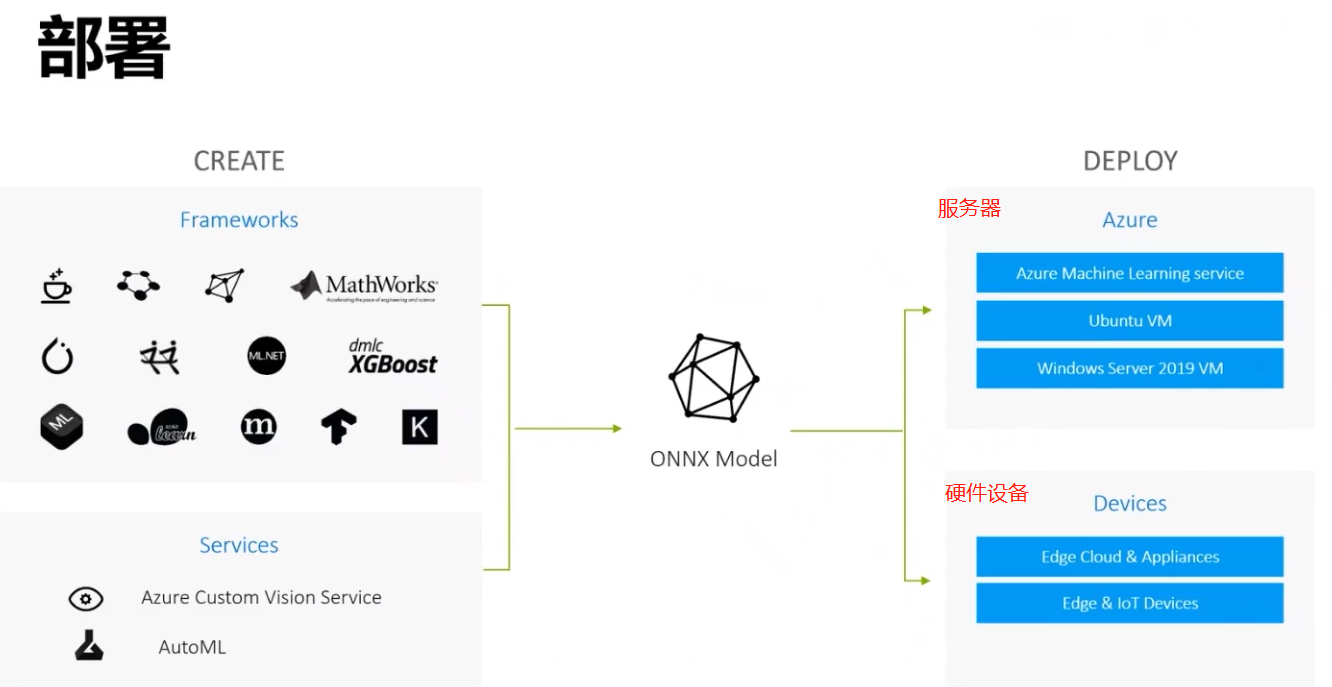 部署
CREATE
Frameworks
MathWorks
Accelerating the pace of engineering and science
ML.NET
dmlc
XGBoost
ML
scikit
learn
m
K
Services
Azure Custom Vision Service
AutoML
ONNX Model
DEPLOY
服务器
Azure
Azure Machine Learning service
Ubuntu VM
Windows Server 2019 VM
硬件设备
Devices
Edge Cloud & Appliances
Edge & IoT Devices